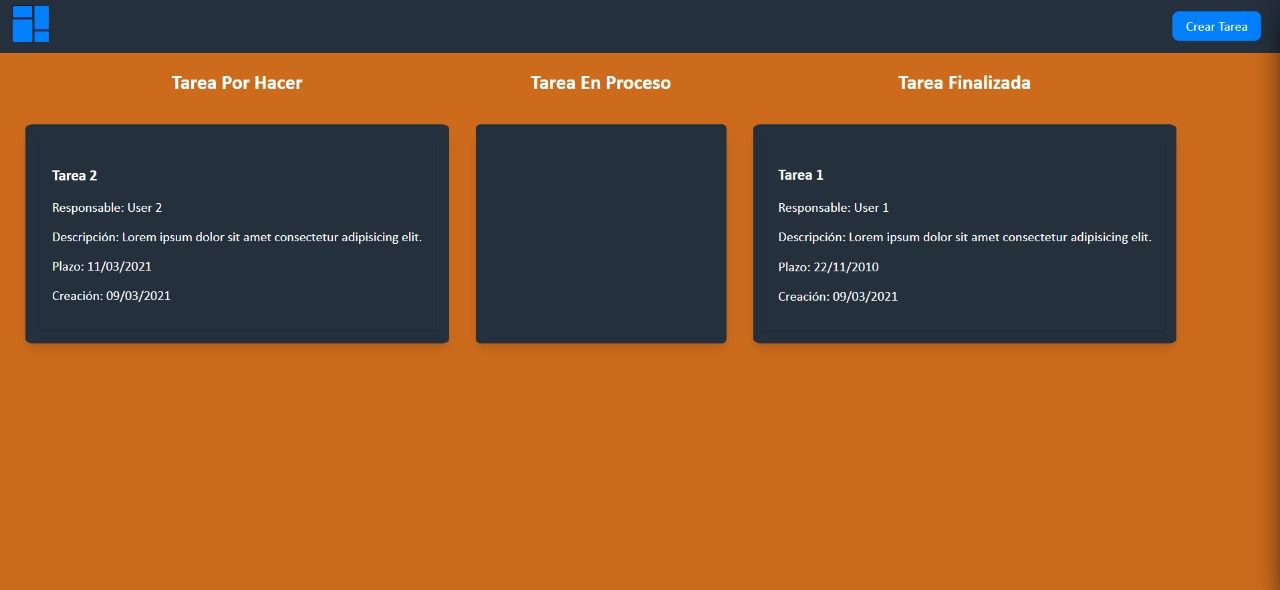 Crear Tarea
Tarea Por Hacer
Tarea En Proceso
Tarea Finalizada
Tarea 2
Responsable: User 2
Descripción: Lorem ipsum dolor sit amet consectetur adipisicing elit.
Plazo: 11/03/2021
Creación: 09/03/2021
Tarea 1
Responsable: User 1
Descripción: Lorem ipsum dolor sit amet consectetur adipisicing elit.
Plazo: 22/11/2010
Creación: 09/03/2021